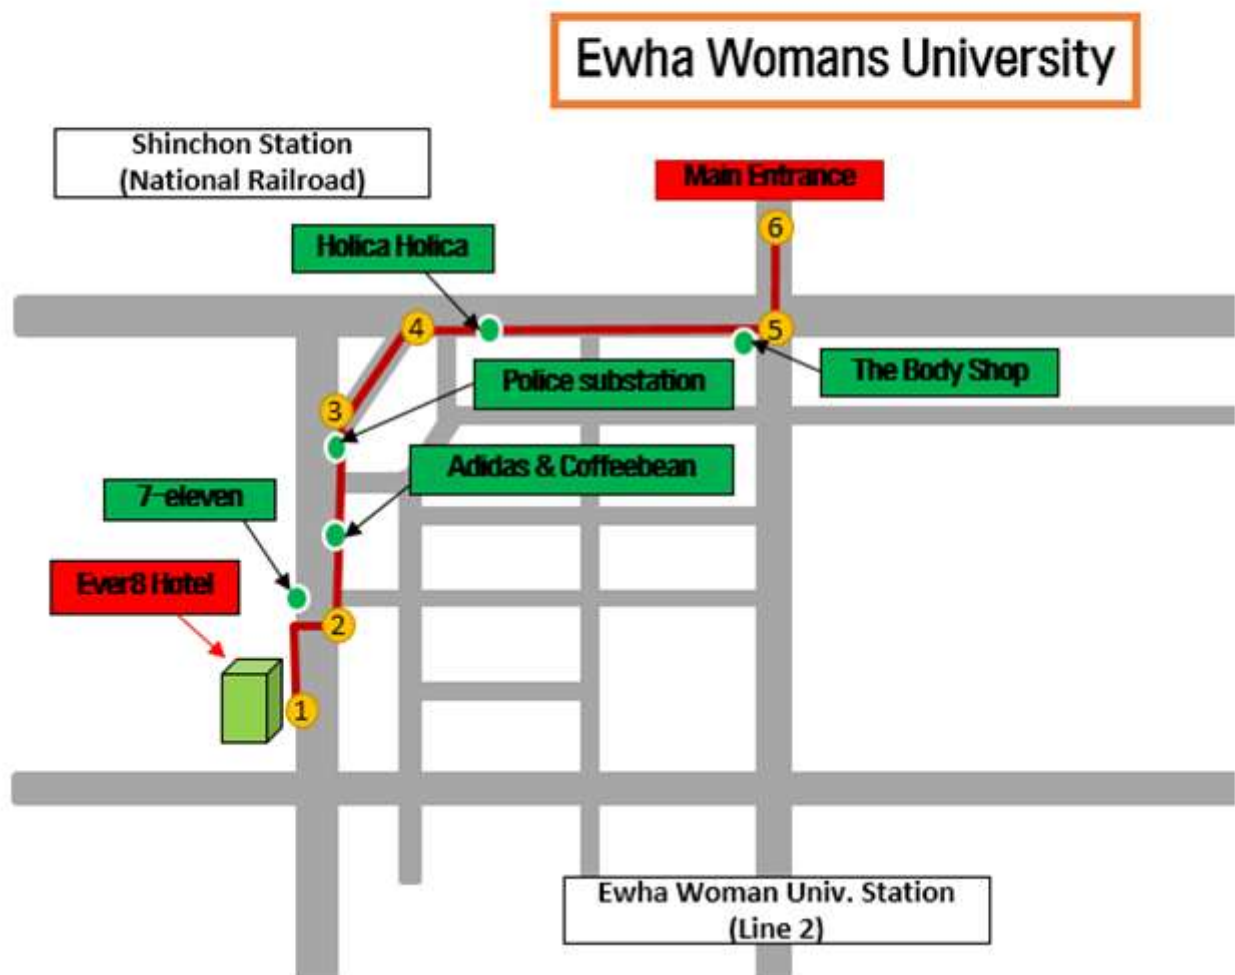 Ewha Womans University
Shinchon Station
(National Railroad)
Main Entrance
6
Holica Holica
4
5
Police substation
The Body Shop
3
Adidas & Coffeebean
7-eleven
Ever8 Hotel
2
1
Ewha Woman Univ. Station
(Line 2)